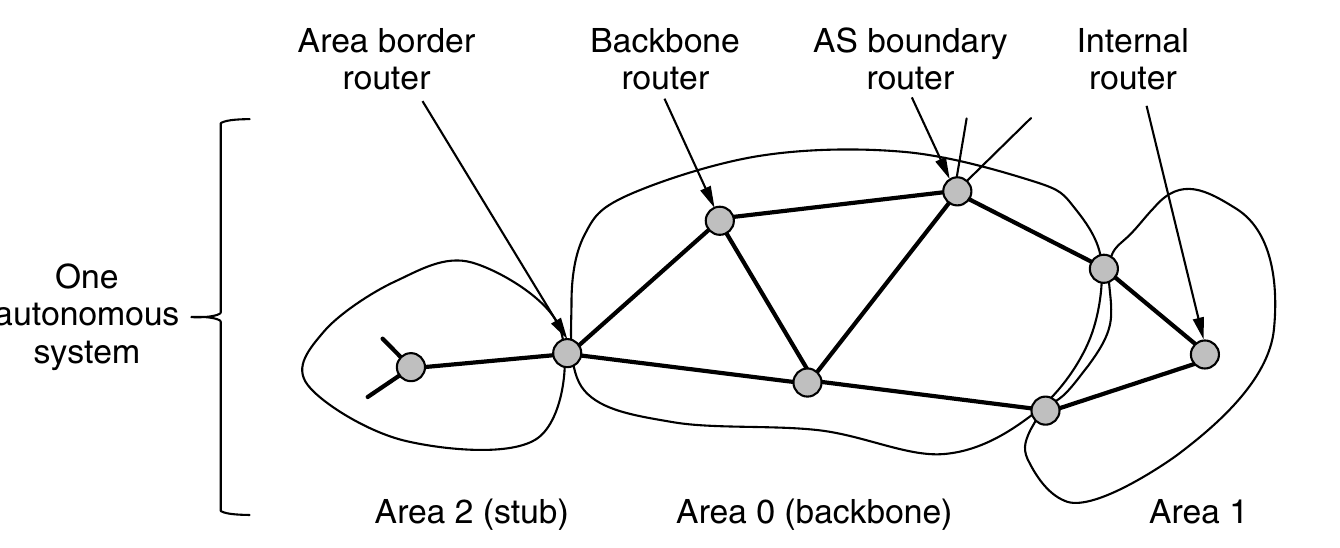 Area border
router
Backbone
router
AS boundary
router
Internal
router
One
autonomous
system
Area 2 (stub)
Area 0 (backbone)
Area 1